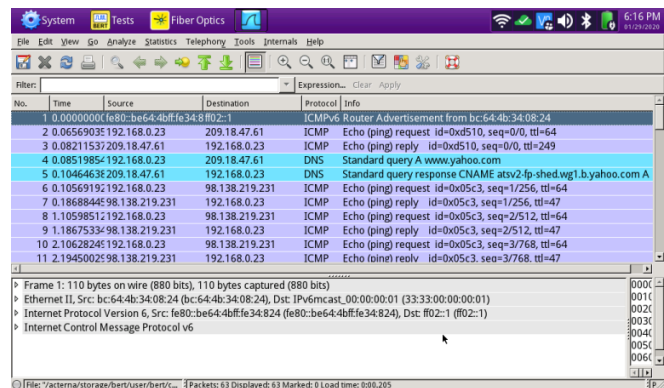 System Tests Fiber Optics 6:16 PM
01/29/2020
File Edit View Go Analyze Statistics Telephony Tools Internals Help
Filter: Expression... Clear Apply
No. Time Source Destination Protocol Info
1 0.0000000( fe80::be64:4bff:fe34:8 ff02::1 ICMPv6 Router Advertisement from bc:64:4b:34:08:24
2 0.0656903 192.168.0.23 209.18.47.61 ICMP Echo (ping) request id=0xd510, seq=0/0, ttl=64
3 0.08211537 209.18.47.61 192.168.0.23 ICMP Echo (ping) reply id=0xd510, seq=0/0, ttl=249
4 0.0851985 192.168.0.23 209.18.47.61 DNS Standard query A www.yahoo.com
5 0.1046463 209.18.47.61 192.168.0.23 DNS Standard query response CNAME atsv2-fp-shed.wg1.b.yahoo.com A
6 0.10569192 192.168.0.23 98.138.219.231 ICMP Echo (ping) request id=0x05c3, seq=1/256, ttl=64
7 0.1868844 98.138.219.231 192.168.0.23 ICMP Echo (ping) reply id=0x05c3, seq=1/256, ttl=47
8 1.10598512 192.168.0.23 98.138.219.231 ICMP Echo (ping) request id=0x05c3, seq=2/512, ttl=64
9 1.1867533 98.138.219.231 192.168.0.23 ICMP Echo (ping) reply id=0x05c3, seq=2/512, ttl=47
10 2.1062824 192.168.0.23 98.138.219.231 ICMP Echo (ping) request id=0x05c3, seq=3/768, ttl=64
11 2.1945002 98.138.219.231 192.168.0.23 ICMP Echo (ping) reply id=0x05c3, seq=3/768, ttl=47
Frame 1: 110 bytes on wire (880 bits), 110 bytes captured (880 bits)
Ethernet II, Src: bc:64:4b:34:08:24 (bc:64:4b:34:08:24), Dst: IPv6mcast_00:00:00:01 (33:33:00:00:00:01)
Internet Protocol Version 6, Src: fe80::be64:4bff:fe34:824 (fe80::be64:4bff:fe34:824), Dst: ff02::1 (ff02::1)
Internet Control Message Protocol v6
0000
0010
0020
0030
0040
0050
0060
File: "/acterna/storage/bert/user/bert/c... Packets: 63 Displayed: 63 Marked: 0 Load time: 0:00.205